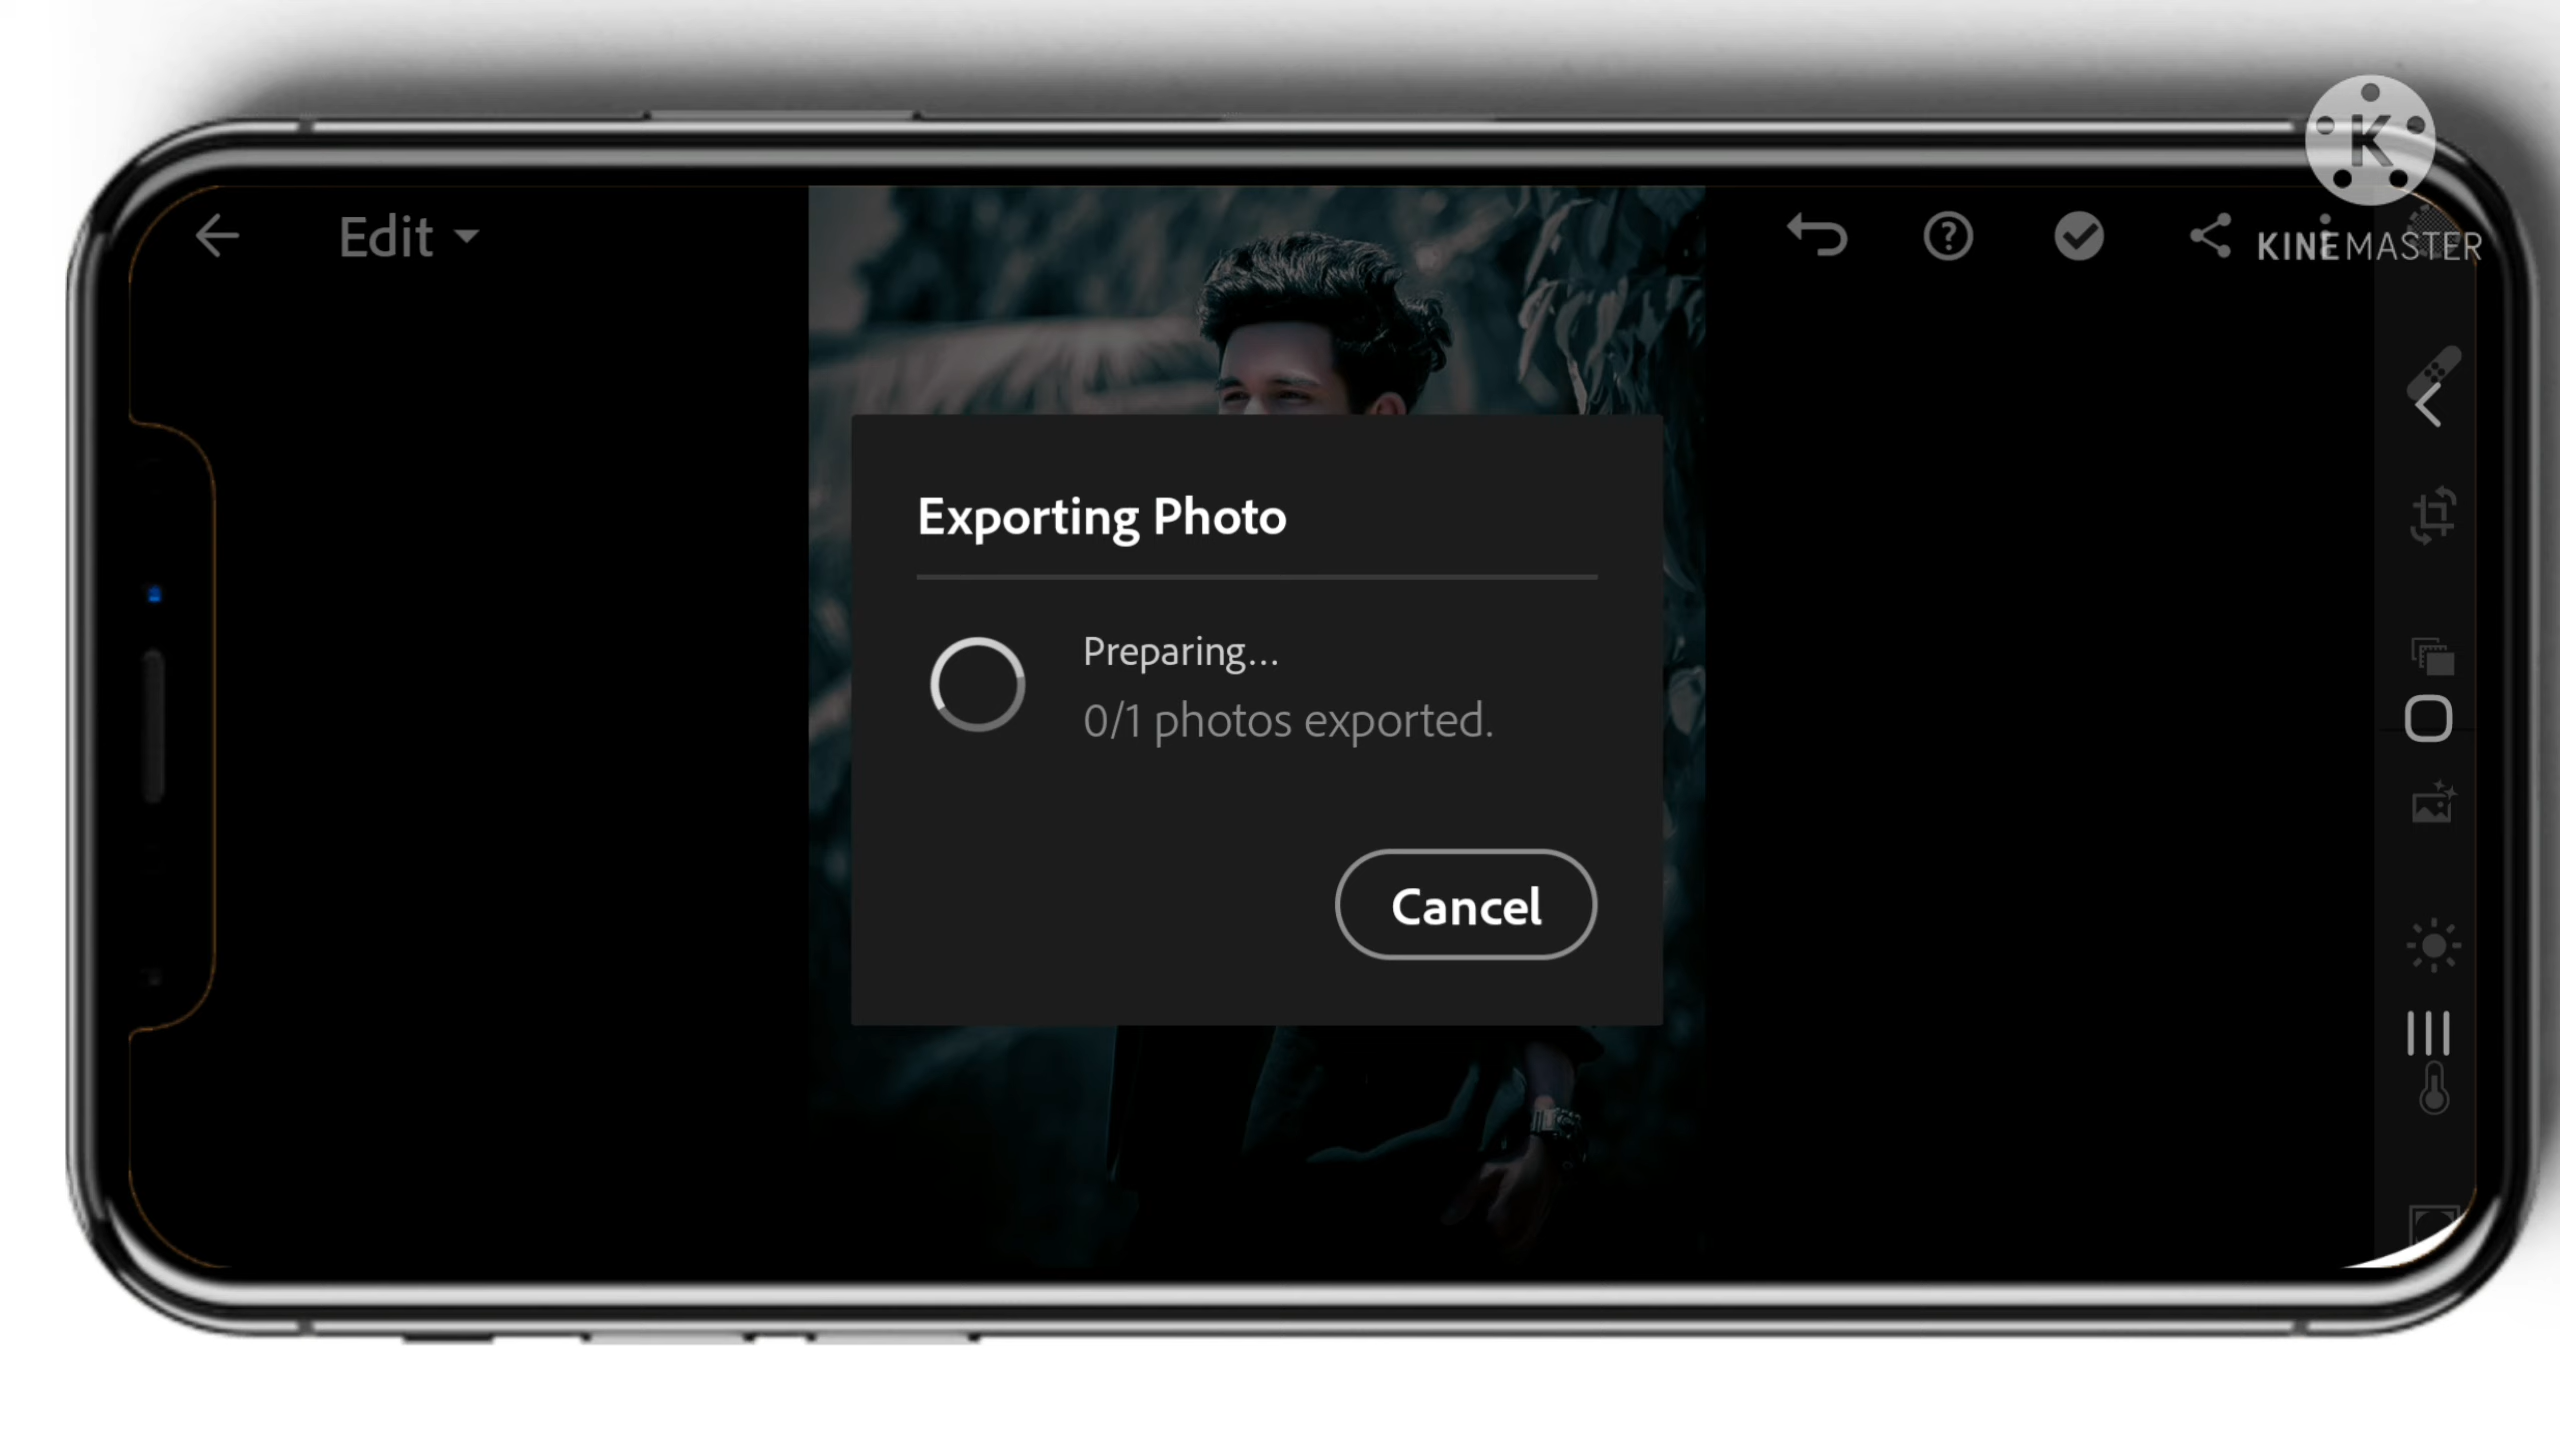 K
Edit
KINEMASTER
Exporting Photo
Preparing...
0/1 photos exported.
Cancel